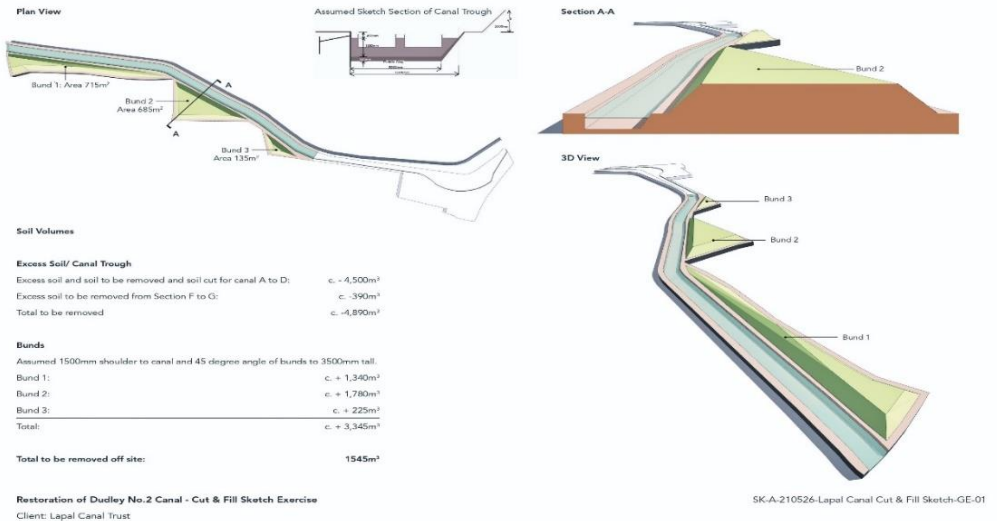 Plan View
Assumed Sketch Section of Canal Trough
Bund 1: Area 715m²
Bund 2
Area 685m²
Bund 3
Area 135m²
A
A
Section A-A
Bund 2
3D View
Bund 3
Bund 2
Bund 1
Soil Volumes
Excess Soil/ Canal Trough
Excess soil and soil to be removed and soil cut for canal A to D: c. - 4,500m³
Excess soil to be removed from Section F to G: c. -390m³
Total to be removed c. -4,890m³
Bunds
Assumed 1500mm shoulder to canal and 45 degree angle of bunds to 3500mm tall.
Bund 1: c. + 1,340m³
Bund 2: c. + 1,780m³
Bund 3: c. + 225m³
Total: c. + 3,345m³
Total to be removed off site: 1545m³
Restoration of Dudley No.2 Canal - Cut & Fill Sketch Exercise
Client: Lapal Canal Trust
SK-A-210526-Lapal Canal Cut & Fill Sketch-GE-01